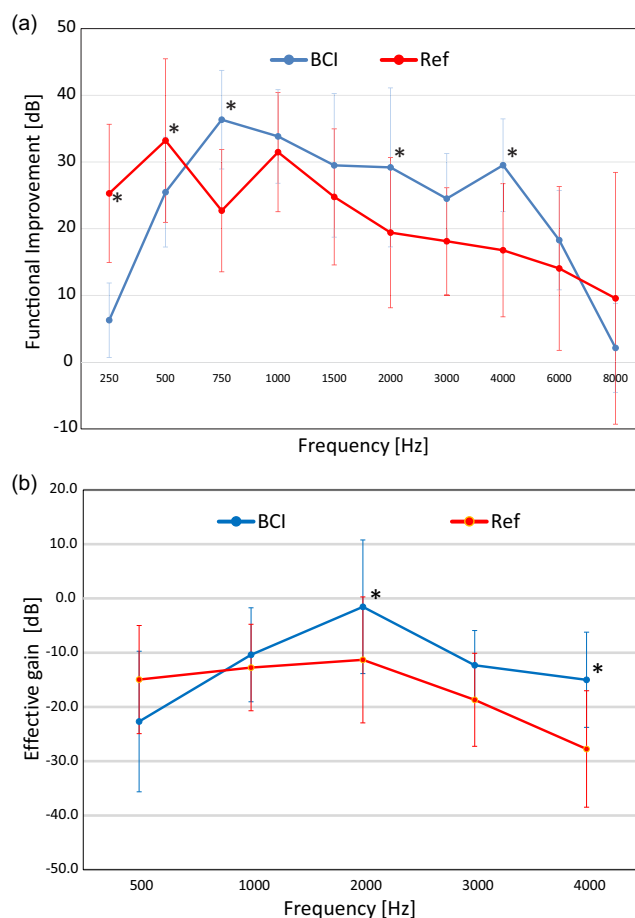 (a)
50
BCI
Ref
40
30
20
10
0
-10
Functional Improvement [dB]
*
*
*
*
*
250 500 750 1000 1500 2000 3000 4000 6000 8000
Frequency [Hz]
(b)
20.0
BCI
Ref
10.0
0.0
-10.0
-20.0
-30.0
-40.0
-50.0
Effective gain [dB]
*
*
500 1000 2000 3000 4000
Frequency [Hz]